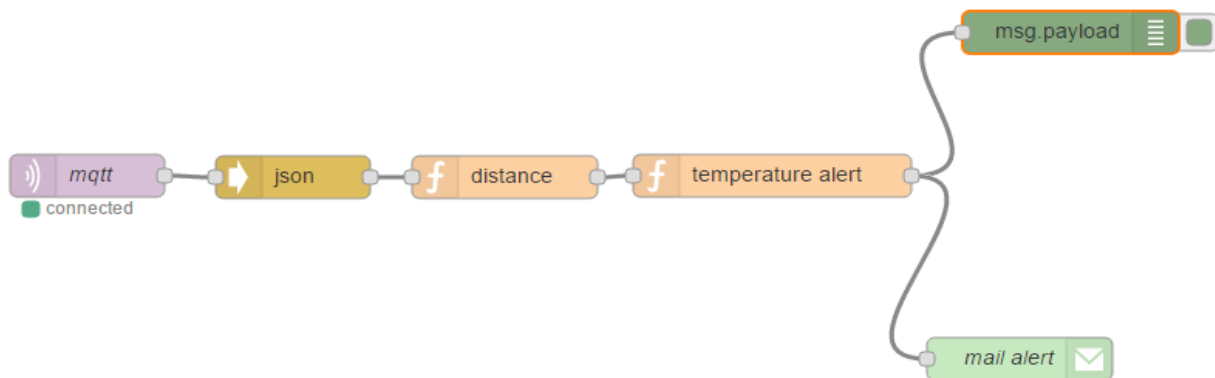 msg.payload
mqtt
json
distance
temperature alert
connected
mail alert